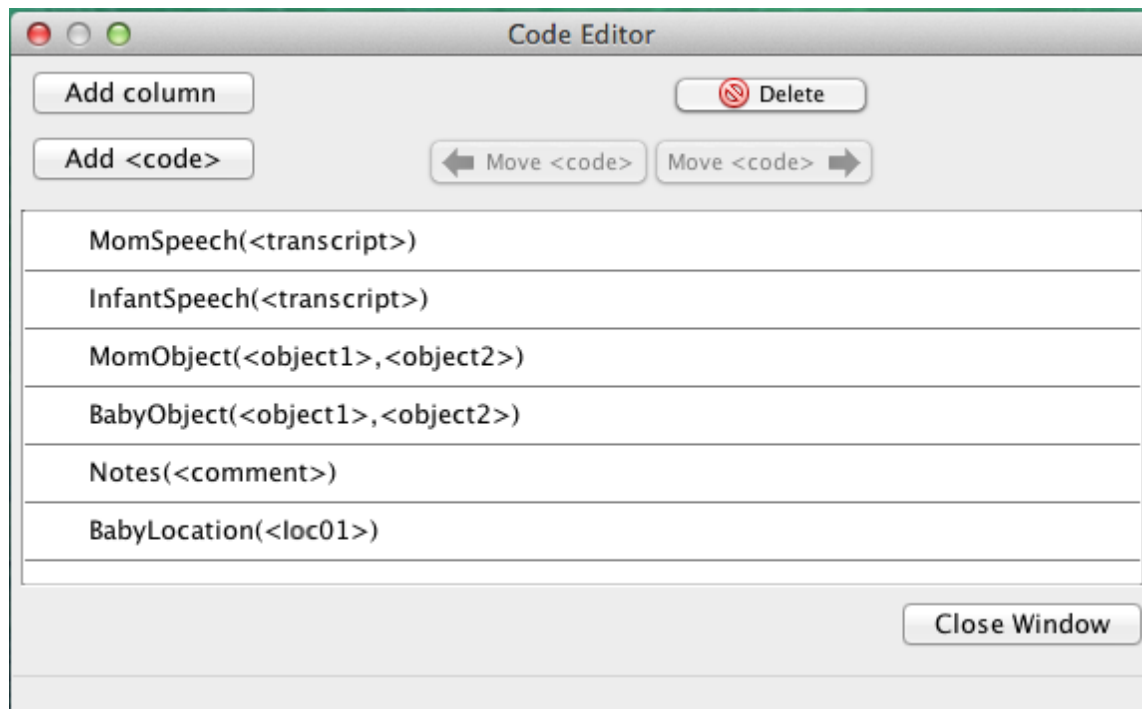 Code Editor
Add column
Delete
Add <code>
Move <code>
Move <code>
MomSpeech(<transcript>)
InfantSpeech(<transcript>)
MomObject(<object1>,<object2>)
BabyObject(<object1>,<object2>)
Notes(<comment>)
BabyLocation(<loc01>)
Close Window